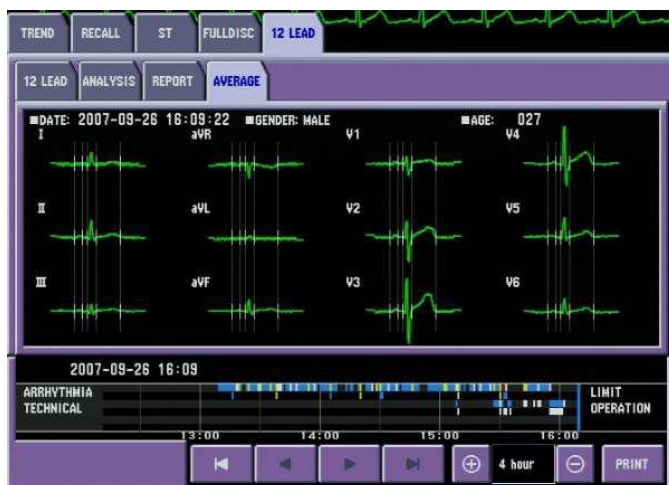 TREND RECALL ST FULLDISC 12 LEAD
12 LEAD ANALYSIS REPORT AVERAGE
■DATE: 2007-09-26 16:09:22 ■GENDER: MALE ■AGE: 027
I aVR V1 V4
II aVL V2 V5
III aVF V3 V6
2007-09-26 16:09
ARRHYTHMIA LIMIT
TECHNICAL OPERATION
13:00 14:00 15:00 16:00
4 hour PRINT